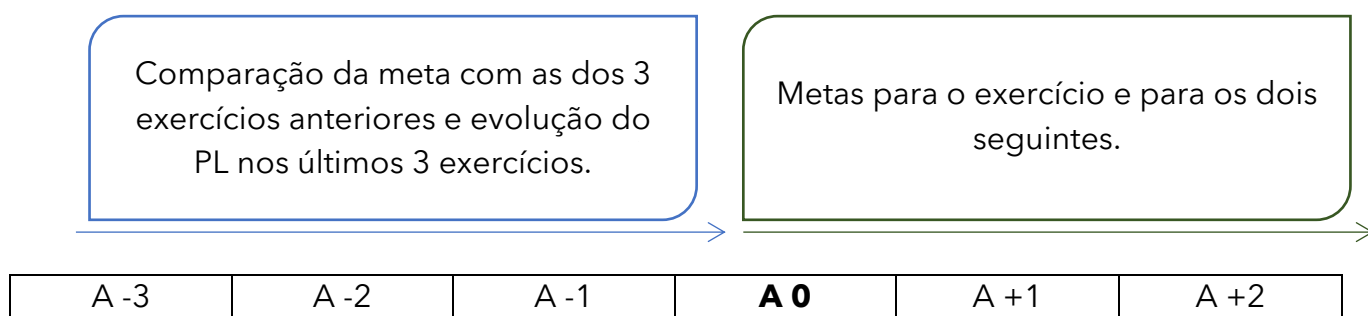 Comparação da meta com as dos 3
exercícios anteriores e evolução do
PL nos últimos 3 exercícios.
Metas para o exercício e para os dois
seguintes.
A -3 A -2 A -1 A 0 A +1 A +2